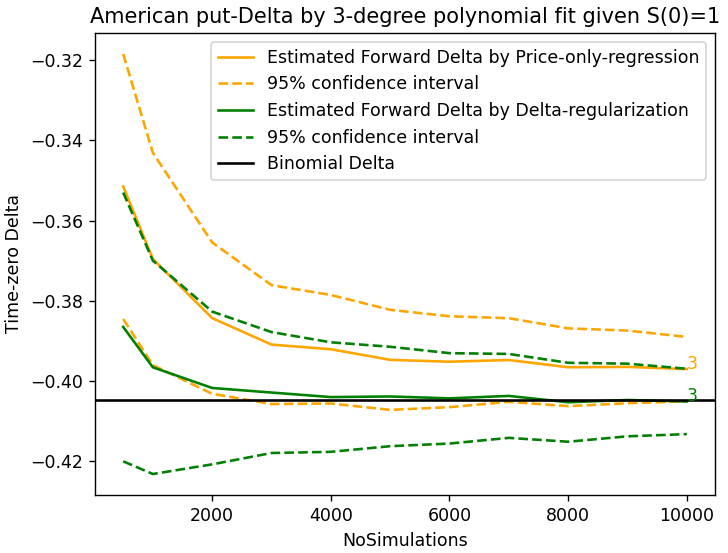 American put-Delta by 3-degree polynomial fit given S(0)=1
Estimated Forward Delta by Price-only-regression
95% confidence interval
Estimated Forward Delta by Delta-regularization
95% confidence interval
Binomial Delta
Time-zero Delta
−0.32
−0.34
−0.36
−0.38
−0.40
−0.42
3
3
2000
4000
6000
8000
10000
NoSimulations